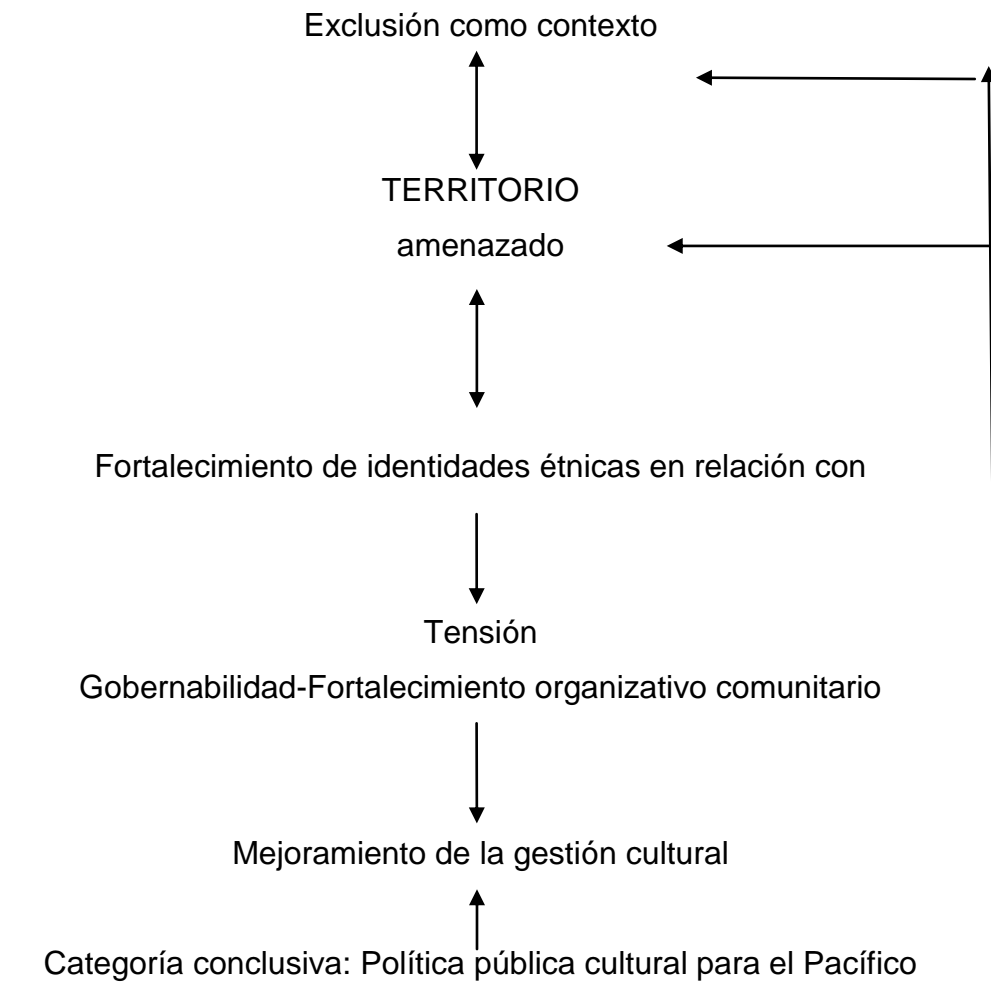 Exclusión como contexto
TERRITORIO
amenazado
Fortalecimiento de identidades étnicas en relación con
Tensión
Gobernabilidad-Fortalecimiento organizativo comunitario
Mejoramiento de la gestión cultural
Categoría conclusiva: Política pública cultural para el Pacífico